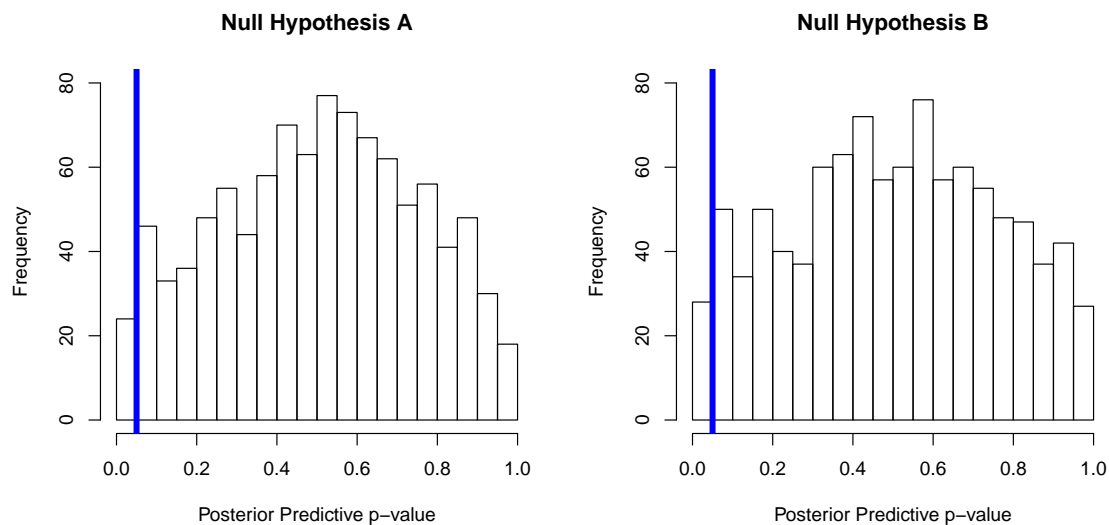 Null Hypothesis A
Frequency
80
60
40
20
0
0.0 0.2 0.4 0.6 0.8 1.0
Posterior Predictive p−value
Null Hypothesis B
Frequency
80
60
40
20
0
0.0 0.2 0.4 0.6 0.8 1.0
Posterior Predictive p−value